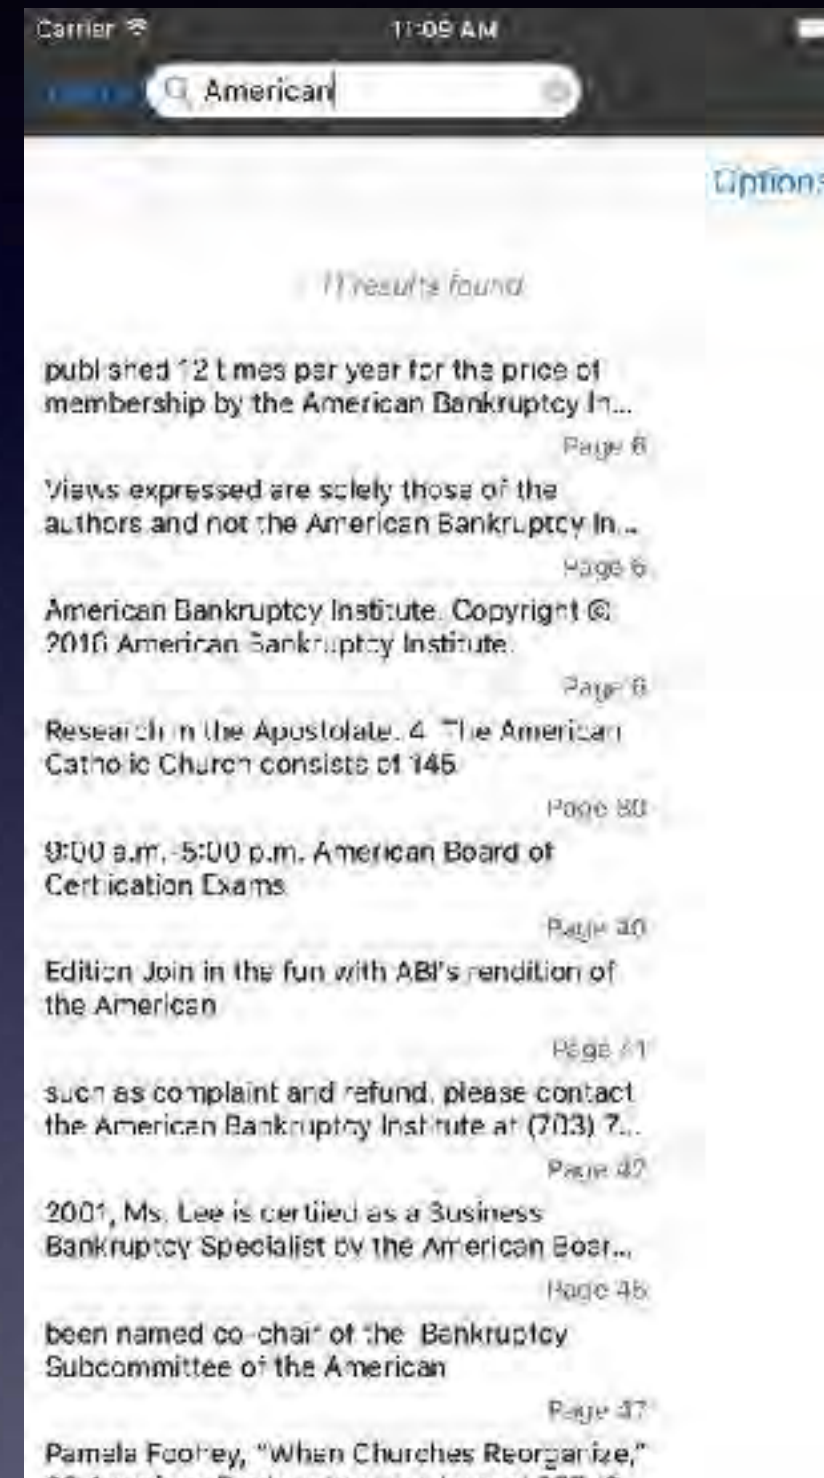 Carrier
11:09 AM
American
Options
11 results found
published 12 times per year for the price of
membership by the American Bankruptcy In...
Page 6
Views expressed are solely those of the
authors and not the American Bankruptcy In...
Page 6
American Bankruptcy Institute. Copyright ©
2016 American Bankruptcy Institute.
Page 6
Research in the Apostolate. 4 The American
Catholic Church consists of 145
Page 80
9:00 a.m.-5:00 p.m. American Board of
Certiication Exams
Page 40
Edition Join in the fun with ABI's rendition of
the American
Page 41
such as complaint and refund, please contact
the American Bankruptcy Institute at (703) 7...
Page 42
2001, Ms. Lee is certiied as a Business
Bankruptcy Specialist by the American Boar...
Page 45
been named co-chair of the Bankruptcy
Subcommittee of the American
Page 47
Pamela Foohey, "When Churches Reorganize,"